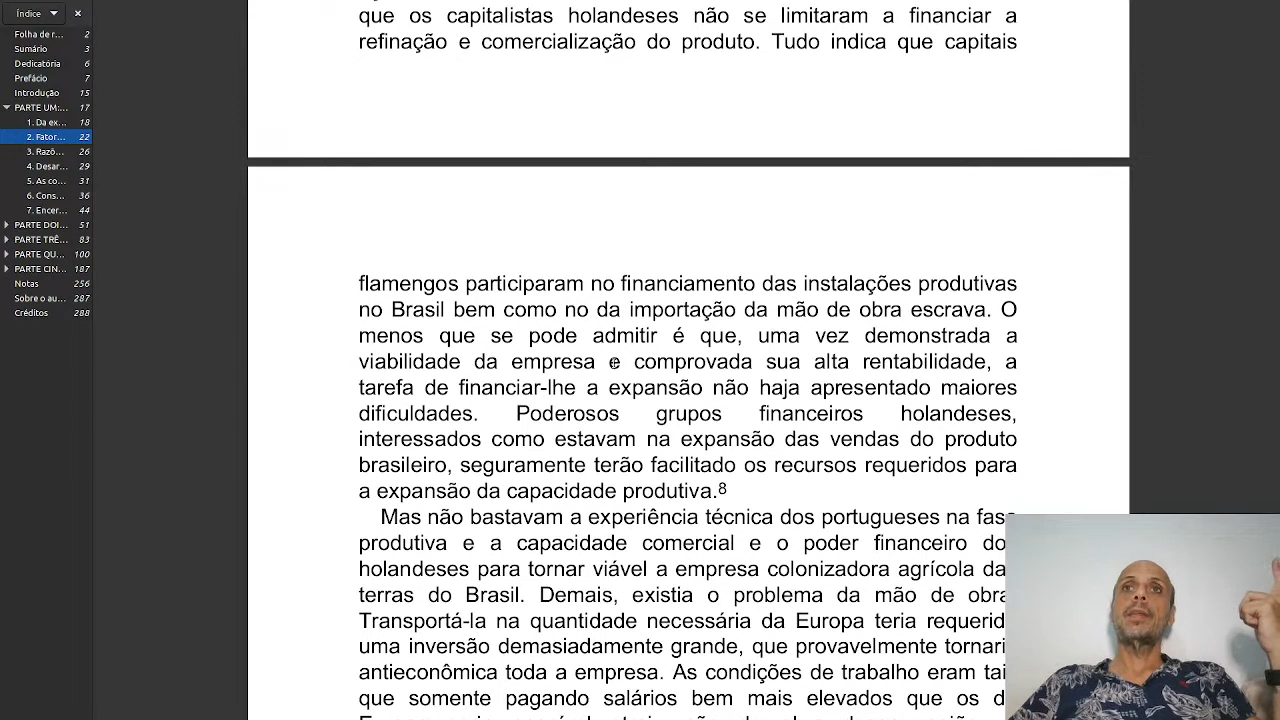 Índice
Folha de r... 2
Sumário 3
Dedicatória 6
Prefácio 7
Introdução 15
PARTE UM:... 17
1. Da ex... 18
2. Fator... 22
3. Razõ... 26
4. Desar... 29
5. As co... 31
6. Cons... 36
7. Encer... 44
PARTE DOI... 51
PARTE TRÊ... 83
PARTE QU... 100
PARTE CIN... 187
Notas 256
Sobre o au... 287
Créditos 288
que os capitalistas holandeses não se limitaram a financiar a
refinação e comercialização do produto. Tudo indica que capitais
flamengos participaram no financiamento das instalações produtivas
no Brasil bem como no da importação da mão de obra escrava. O
menos que se pode admitir é que, uma vez demonstrada a
viabilidade da empresa e comprovada sua alta rentabilidade, a
tarefa de financiar-lhe a expansão não haja apresentado maiores
dificuldades. Poderosos grupos financeiros holandeses,
interessados como estavam na expansão das vendas do produto
brasileiro, seguramente terão facilitado os recursos requeridos para
a expansão da capacidade produtiva.8
Mas não bastavam a experiência técnica dos portugueses na fase
produtiva e a capacidade comercial e o poder financeiro do
holandeses para tornar viável a empresa colonizadora agrícola da
terras do Brasil. Demais, existia o problema da mão de obra
Transportá-la na quantidade necessária da Europa teria requerid
uma inversão demasiadamente grande, que provavelmente tornari
antieconômica toda a empresa. As condições de trabalho eram tai
que somente pagando salários bem mais elevados que os d